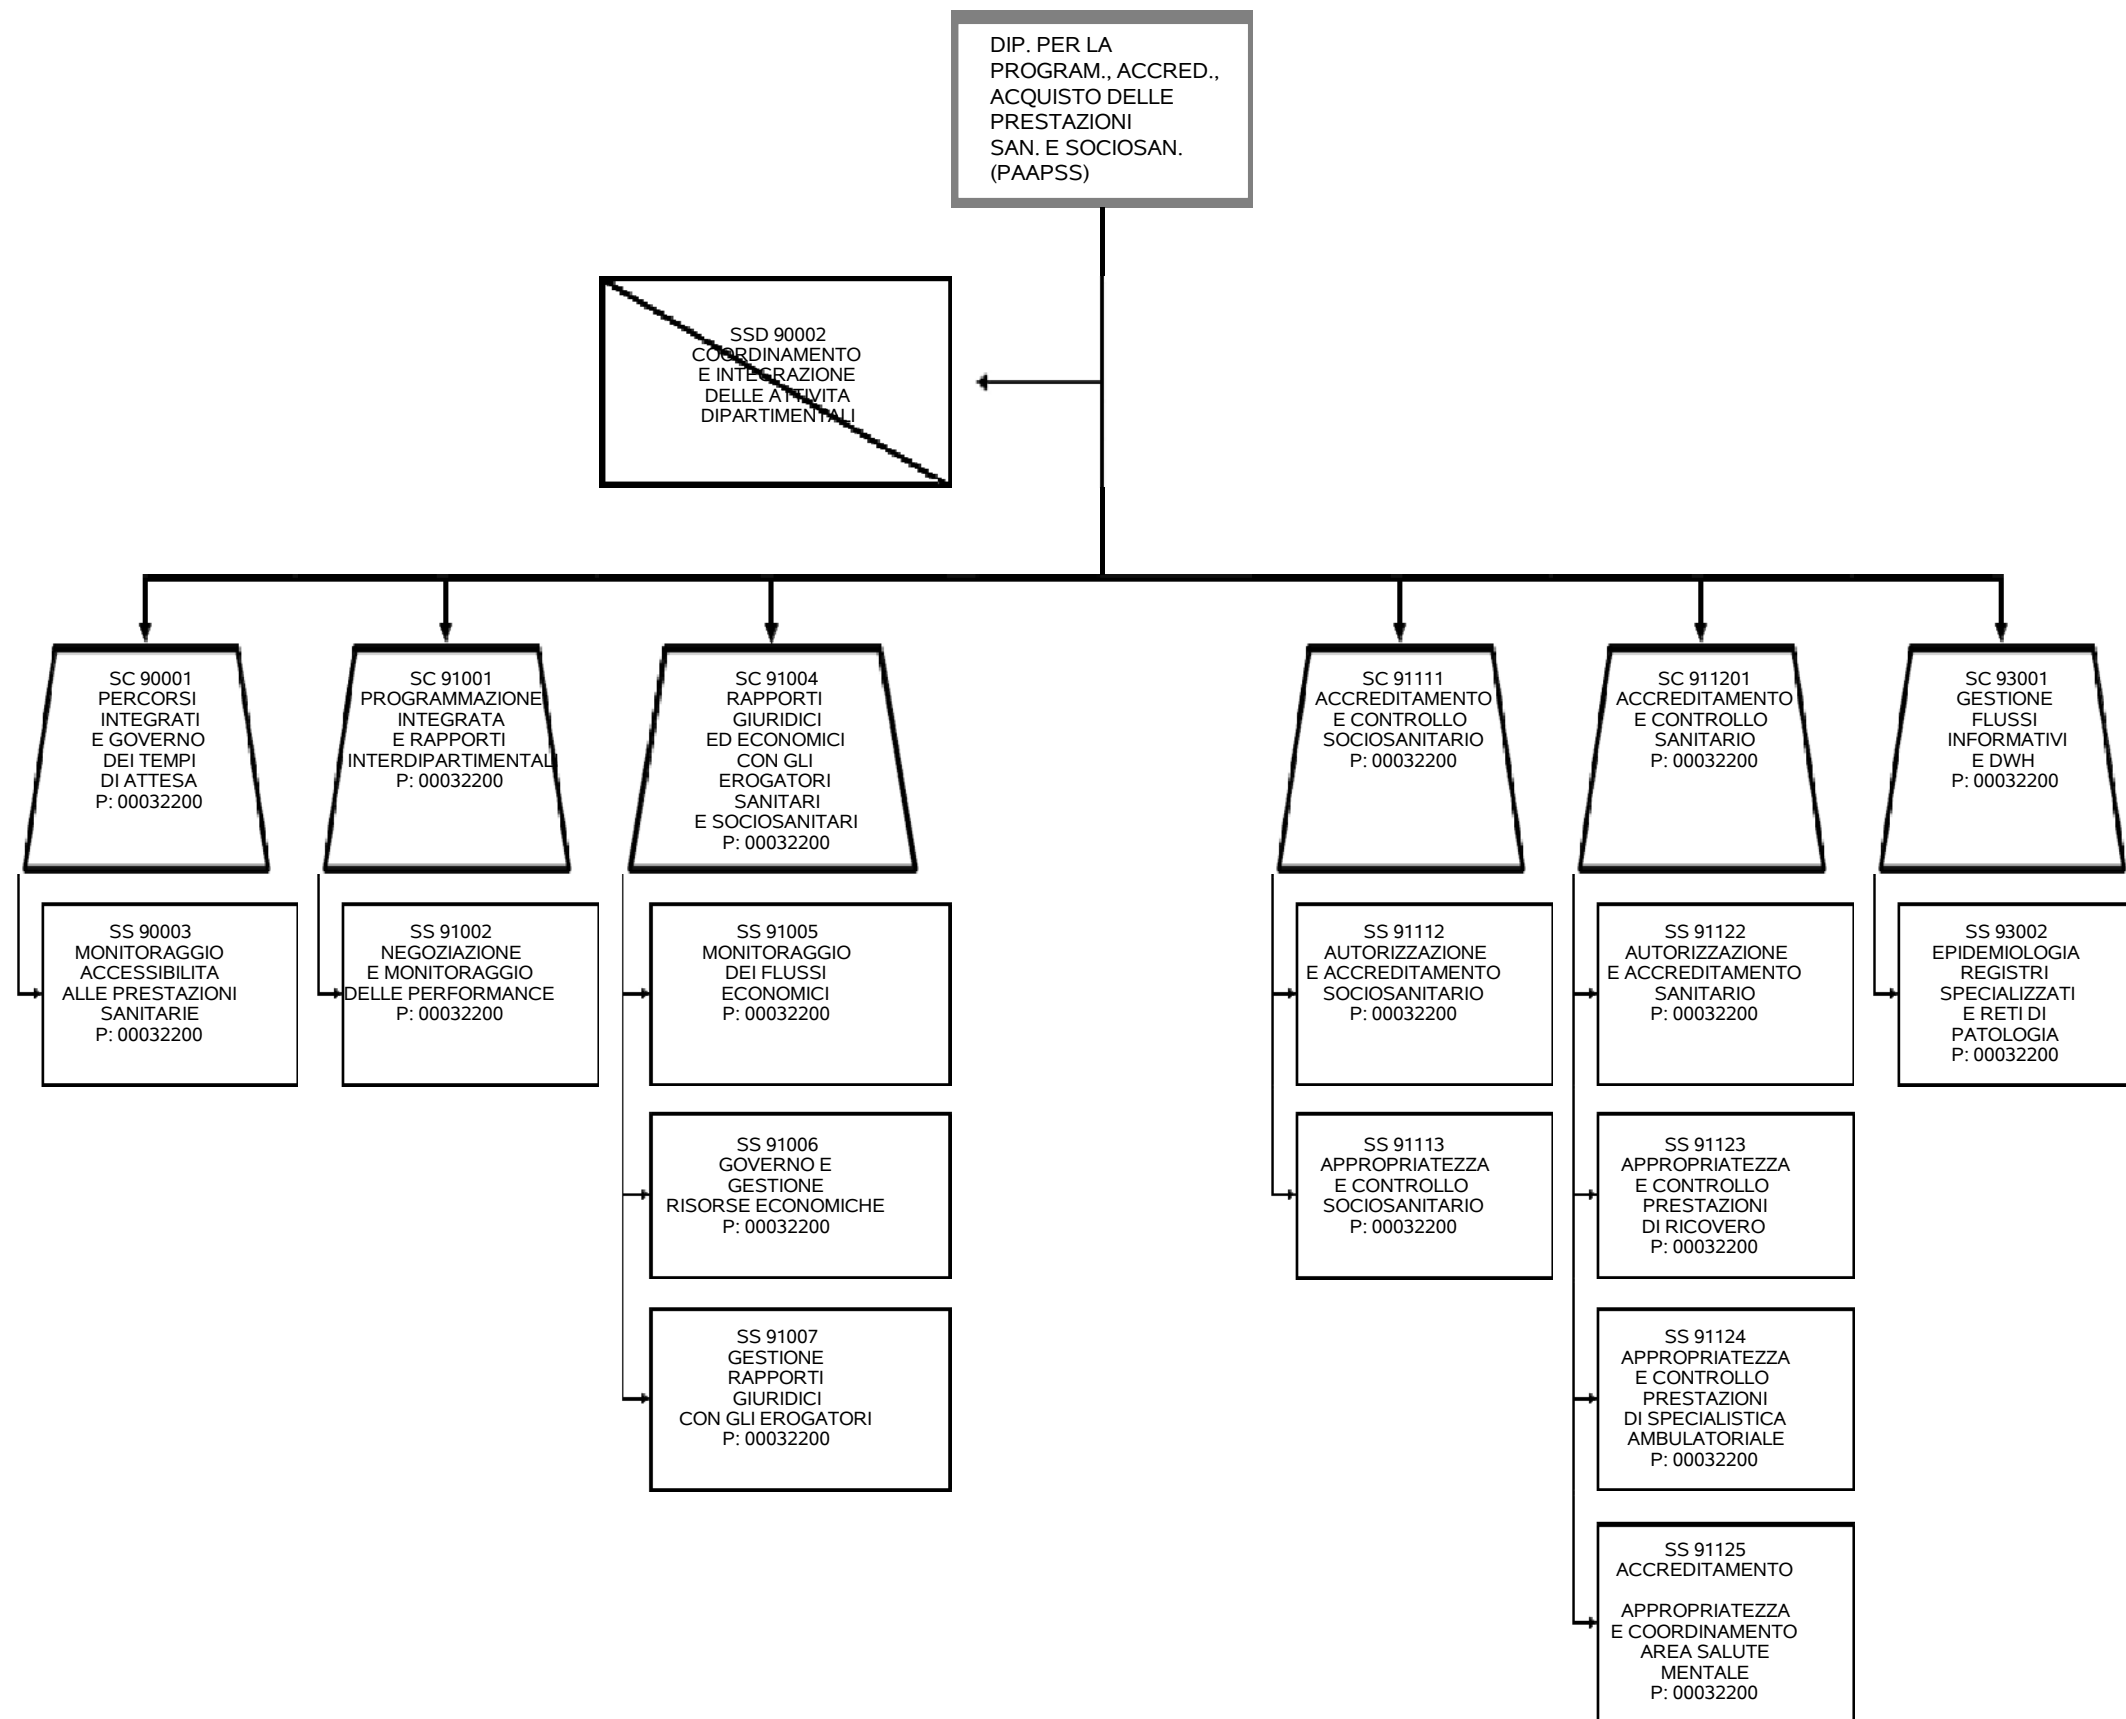 DIP. PER LA
PROGRAM., ACCRED.,
ACQUISTO DELLE
PRESTAZIONI
SAN. E SOCIOSAN.
(PAAPSS)
SSD 90002
COORDINAMENTO
E INTEGRAZIONE
DELLE ATTIVITA
DIPARTIMENTALI
SC 90001
PERCORSI
INTEGRATI
E GOVERNO
DEI TEMPI
DI ATTESA
P: 00032200
SC 91001
PROGRAMMAZIONE
INTEGRATA
E RAPPORTI
INTERDIPARTIMENTALI
P: 00032200
SC 91004
RAPPORTI
GIURIDICI
ED ECONOMICI
CON GLI
EROGATORI
SANITARI
E SOCIOSANITARI
P: 00032200
SC 91111
ACCREDITAMENTO
E CONTROLLO
SOCIOSANITARIO
P: 00032200
SC 911201
ACCREDITAMENTO
E CONTROLLO
SANITARIO
P: 00032200
SC 93001
GESTIONE
FLUSSI
INFORMATIVI
E DWH
P: 00032200
SS 90003
MONITORAGGIO
ACCESSIBILITA
ALLE PRESTAZIONI
SANITARIE
P: 00032200
SS 91002
NEGOZIAZIONE
E MONITORAGGIO
DELLE PERFORMANCE
P: 00032200
SS 91005
MONITORAGGIO
DEI FLUSSI
ECONOMICI
P: 00032200
SS 91112
AUTORIZZAZIONE
E ACCREDITAMENTO
SOCIOSANITARIO
P: 00032200
SS 91122
AUTORIZZAZIONE
E ACCREDITAMENTO
SANITARIO
P: 00032200
SS 93002
EPIDEMIOLOGIA
REGISTRI
SPECIALIZZATI
E RETI DI
PATOLOGIA
P: 00032200
SS 91006
GOVERNO E
GESTIONE
RISORSE ECONOMICHE
P: 00032200
SS 91113
APPROPRIATEZZA
E CONTROLLO
SOCIOSANITARIO
P: 00032200
SS 91123
APPROPRIATEZZA
E CONTROLLO
PRESTAZIONI
DI RICOVERO
P: 00032200
SS 91007
GESTIONE
RAPPORTI
GIURIDICI
CON GLI EROGATORI
P: 00032200
SS 91124
APPROPRIATEZZA
E CONTROLLO
PRESTAZIONI
DI SPECIALISTICA
AMBULATORIALE
P: 00032200
SS 91125
ACCREDITAMENTO
APPROPRIATEZZA
E COORDINAMENTO
AREA SALUTE
MENTALE
P: 00032200